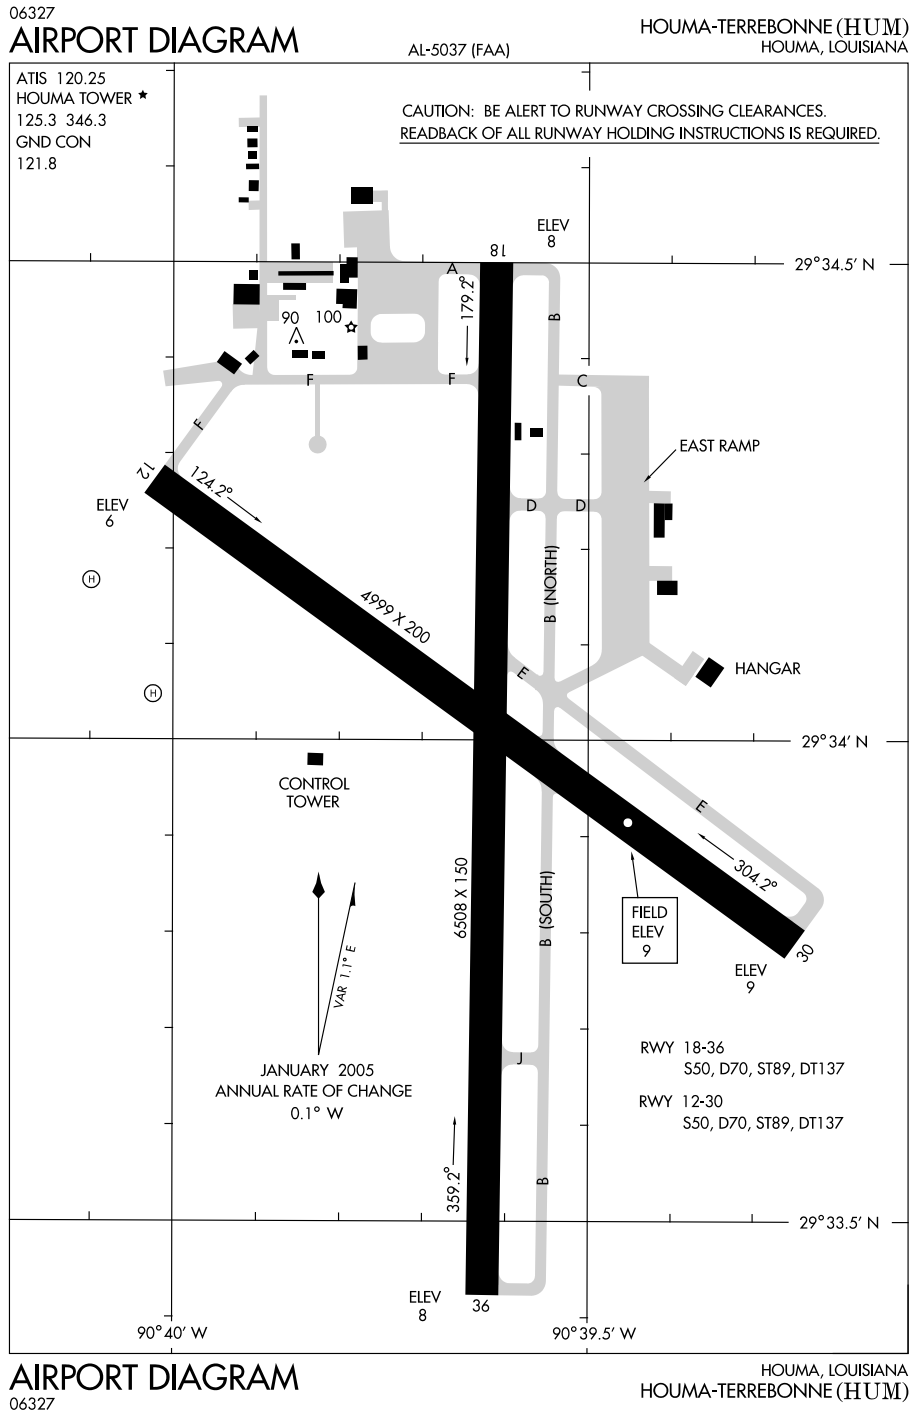 06327
AIRPORT DIAGRAM
AL-5037 (FAA)
HOUMA-TERREBONNE (HUM)
HOUMA, LOUISIANA
ATIS 120.25
HOUMA TOWER ★
125.3 346.3
GND CON
121.8
CAUTION: BE ALERT TO RUNWAY CROSSING CLEARANCES.
READBACK OF ALL RUNWAY HOLDING INSTRUCTIONS IS REQUIRED.
ELEV
8
18
A
29°34.5' N
179.2°
B
90
100
F
F
C
F
EAST RAMP
12
124.2°
ELEV
6
D
D
H
B (NORTH)
4999 X 200
E
HANGAR
H
29°34' N
CONTROL
TOWER
E
304.2°
6508 X 150
B (SOUTH)
FIELD
ELEV
9
30
ELEV
9
VAR 1.1° E
JANUARY 2005
ANNUAL RATE OF CHANGE
0.1° W
J
RWY 18-36
S50, D70, ST89, DT137
RWY 12-30
S50, D70, ST89, DT137
359.2°
B
29°33.5' N
ELEV
8
36
90°40' W
90°39.5' W
AIRPORT DIAGRAM
06327
HOUMA, LOUISIANA
HOUMA-TERREBONNE (HUM)